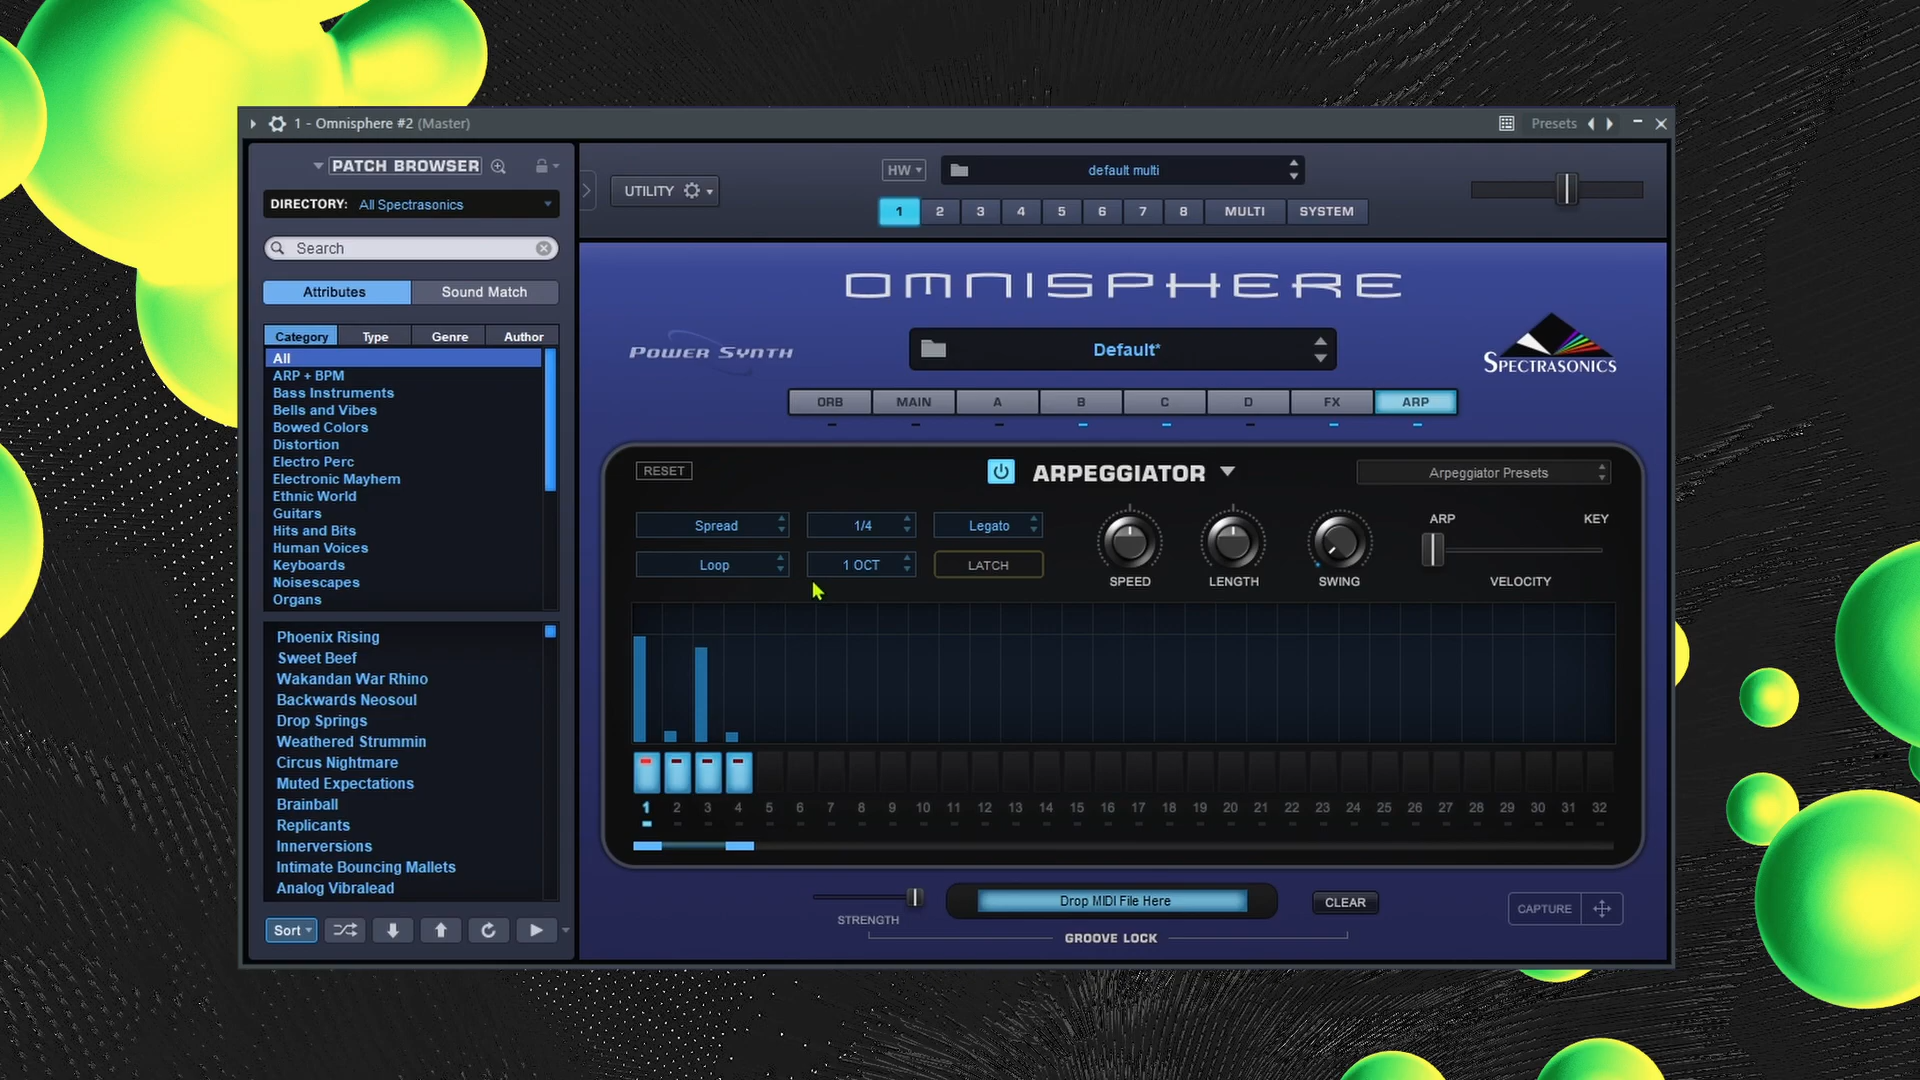 1 - Omnisphere #2 (Master)
Presets
PATCH BROWSER
DIRECTORY: All Spectrasonics
Search
Attributes Sound Match
Category Type Genre Author
All
ARP + BPM
Bass Instruments
Bells and Vibes
Bowed Colors
Distortion
Electro Perc
Electronic Mayhem
Ethnic World
Guitars
Hits and Bits
Human Voices
Keyboards
Noisescapes
Organs
Phoenix Rising
Sweet Beef
Wakandan War Rhino
Backwards Neosoul
Drop Springs
Weathered Strummin
Circus Nightmare
Muted Expectations
Brainball
Replicants
Innerversions
Intimate Bouncing Mallets
Analog Vibralead
Sort
UTILITY
HW
default multi
1 2 3 4 5 6 7 8 MULTI SYSTEM
OMNISPHERE
POWER SYNTH
Default*
SPECTRASONICS
ORB MAIN A B C D FX ARP
RESET
ARPEGGIATOR
Arpeggiator Presets
Spread 1/4 Legato
Loop 1 OCT LATCH
SPEED LENGTH SWING
ARP KEY
VELOCITY
1 2 3 4 5 6 7 8 9 10 11 12 13 14 15 16 17 18 19 20 21 22 23 24 25 26 27 28 29 30 31 32
STRENGTH
Drop MIDI File Here
CLEAR
GROOVE LOCK
CAPTURE